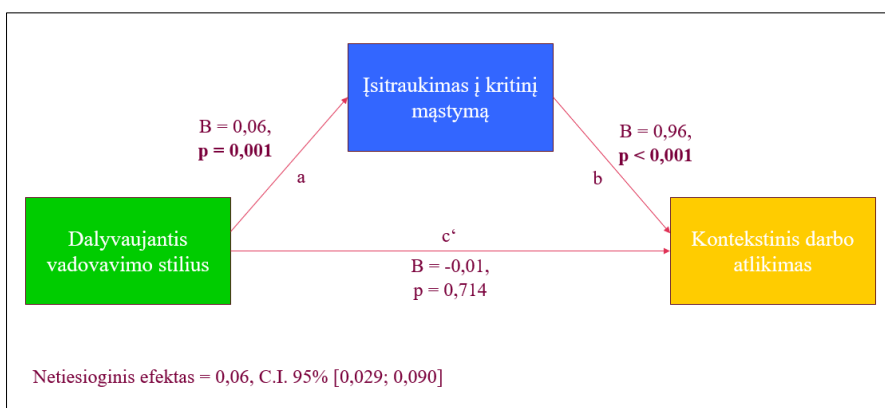 Įsitraukimas į kritinį
mąstymą
B = 0,06,
p = 0,001
a
B = 0,96,
p < 0,001
b
Dalyvaujantis
vadovavimo stilius
c‘
B = -0,01,
p = 0,714
Kontekstinis darbo
atlikimas
Netiesioginis efektas = 0,06, C.I. 95% [0,029; 0,090]